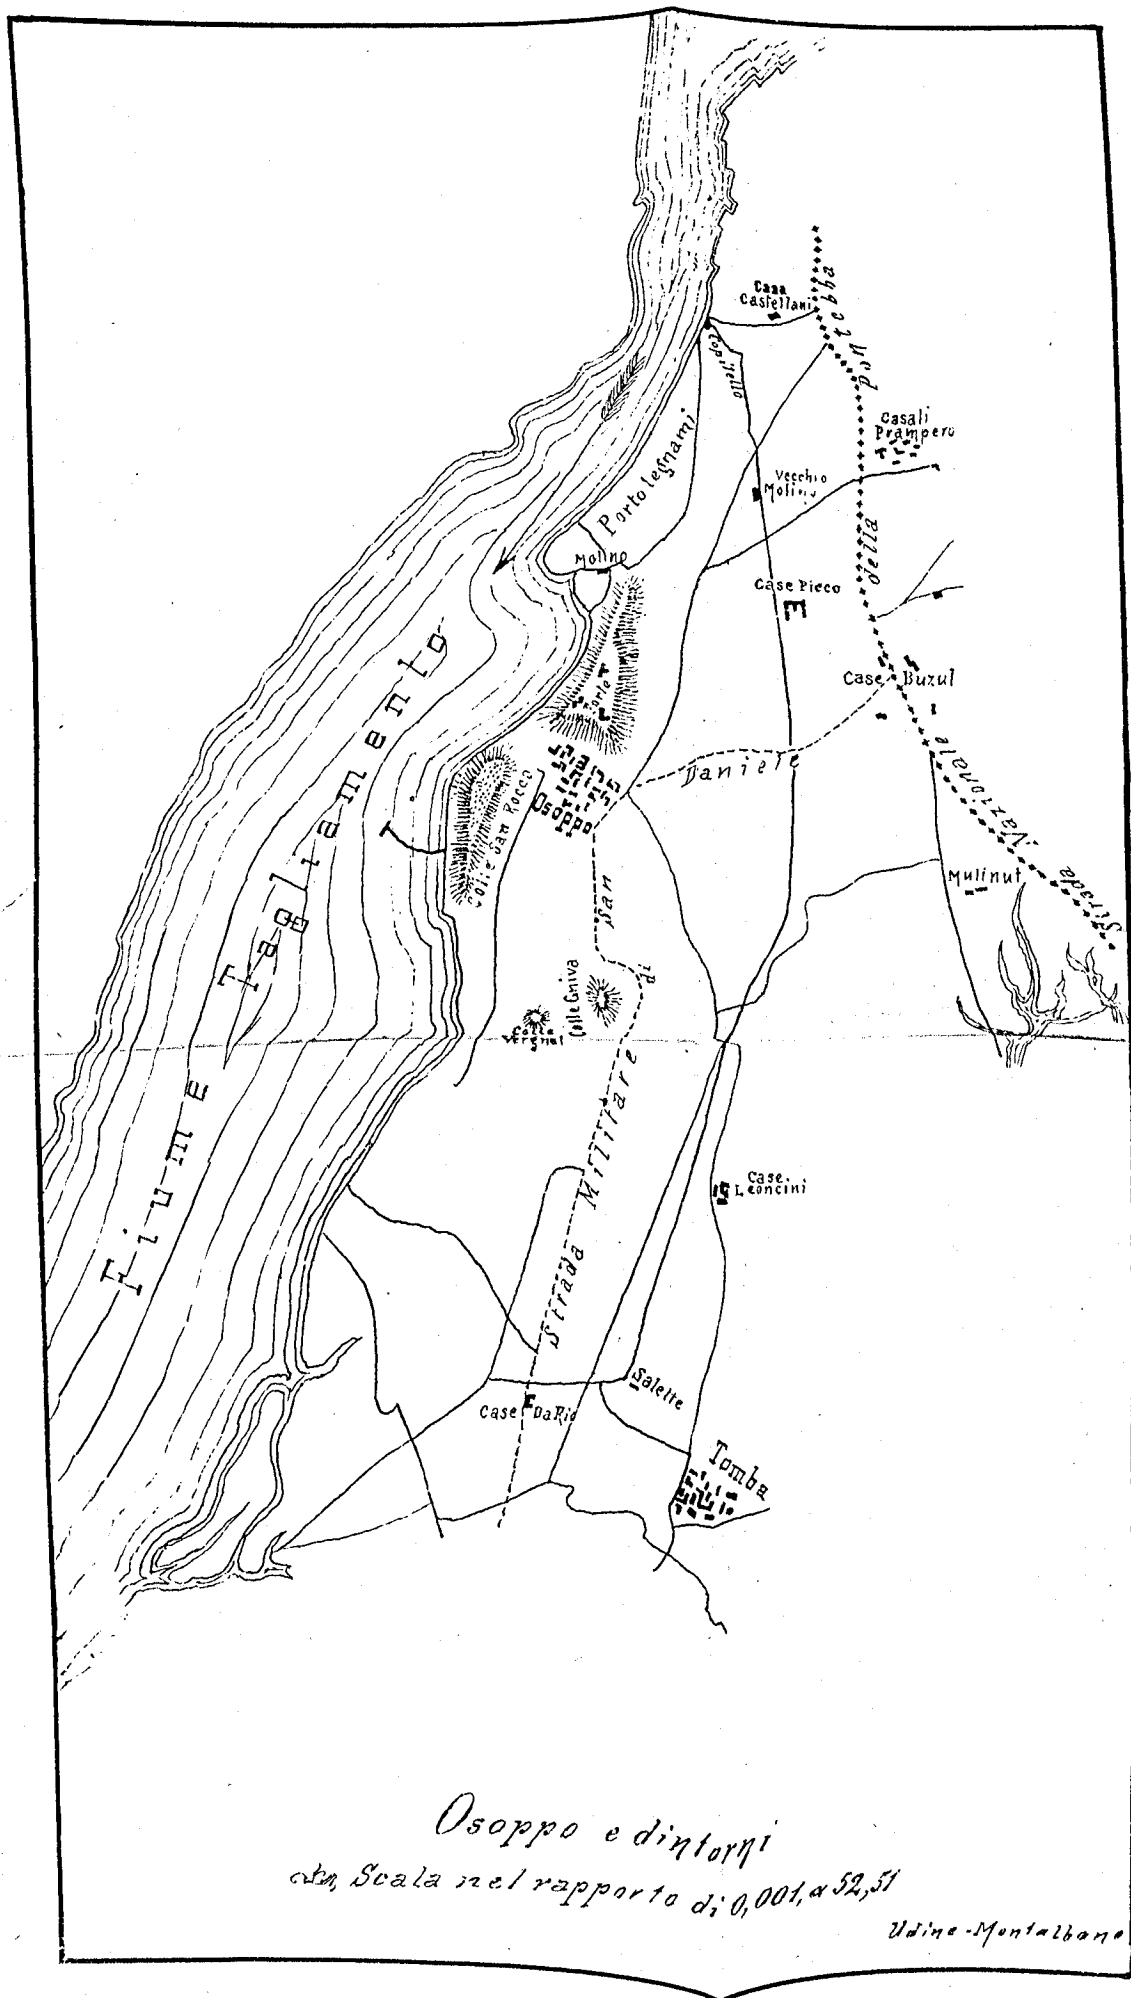 Casa
Castellani
Pontebba
Casali
Prampero
Porto legnami
Vecchio
Molino
Molino
della
Case Pieco
Forte
Case Buzul
Fiume Tagliamento
Daniele
Nazionale
Osoppo
Colle San Rocco
Mulinut
Strada
San
di
Colle Gniva
Colle
Vergnal
Strada Militare
Case
Leoncini
Salette
Case DaRio
Tomba
Osoppo e dintorni
Scala nel rapporto di 0,001, a 52,51
Udine-Montalbano